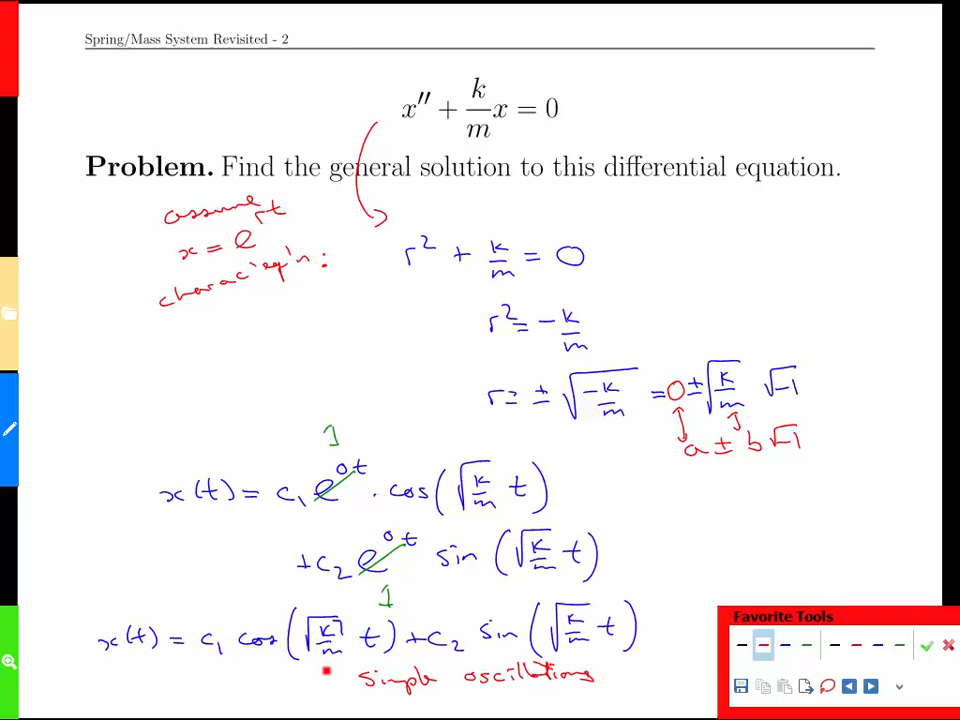 Spring/Mass System Revisited - 2
x″ + k/m x = 0
Problem. Find the general solution to this differential equation.
assume
x = e^rt
charac' eq'n :
r² + k/m = 0
r² = -k/m
r = ± √(-k/m) = 0 ± √(k/m) √-1
a ± b √-1
1
x(t) = c₁ e^0t · cos(√(k/m) t)
+ c₂ e^0t sin(√(k/m) t)
1
x(t) = c₁ cos(√(k/m) t) + c₂ sin(√(k/m) t)
simple oscillations
Favorite Tools